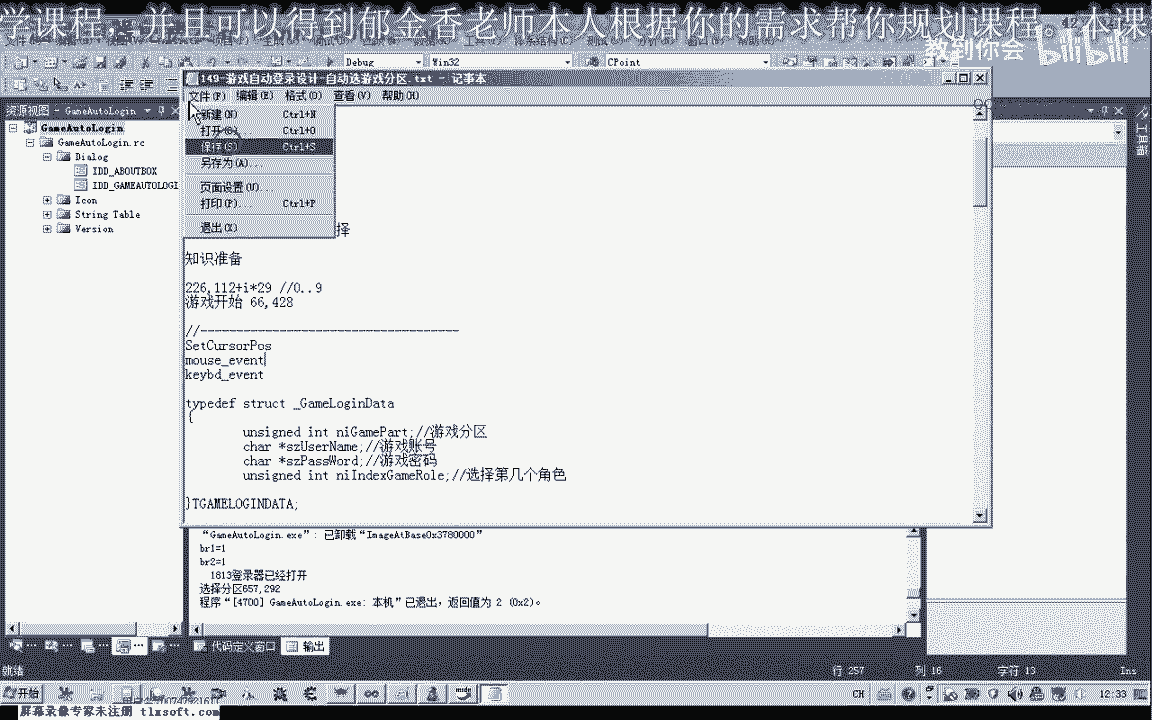 学课程，并且可以得到郁金香老师本人根据你的需求帮你规划课程。本课
教到你会 bilibili
Debug Win32 CPoint
149-游戏自动登录设计-自动选游戏分区.txt - 记事本
文件(F) 编辑(E) 格式(O) 查看(V) 帮助(H)
资源视图 - GameAutoLogin
新建(N) Ctrl+N
打开(O)... Ctrl+O
保存(S) Ctrl+S
另存为(A)...
页面设置(U)...
打印(P)... Ctrl+P
退出(X)
GameAutoLogin
GameAutoLogin.rc
Dialog
IDD_ABOUTBOX
IDD_GAMEAUTOLOGI
Icon
String Table
Version
工具箱
择
知识准备
226,112+i*29 //0..9
游戏开始 66,428
//------------------------------------
SetCursorPos
mouse_event
keybd_event
typedef struct _GameLoginData
{
unsigned int niGamePart;//游戏分区
char *szUserName;//游戏账号
char *szPassWord;//游戏密码
unsigned int niIndexGameRole;//选择第几个角色
}TGAMELOGINDATA;
“GameAutoLogin.exe”: 已卸载“ImageAtBase0x3780000”
br1=1
br2=1
1813登录器已经打开
选择分区657,292
程序“[4700] GameAutoLogin.exe: 本机”已退出，返回值为 2 (0x2)。
代码定义窗口 输出
就绪 行 257 列 16 字符 13 Ins
开始 CH 12:33
屏幕录像专家未注册 tlxsoft.com